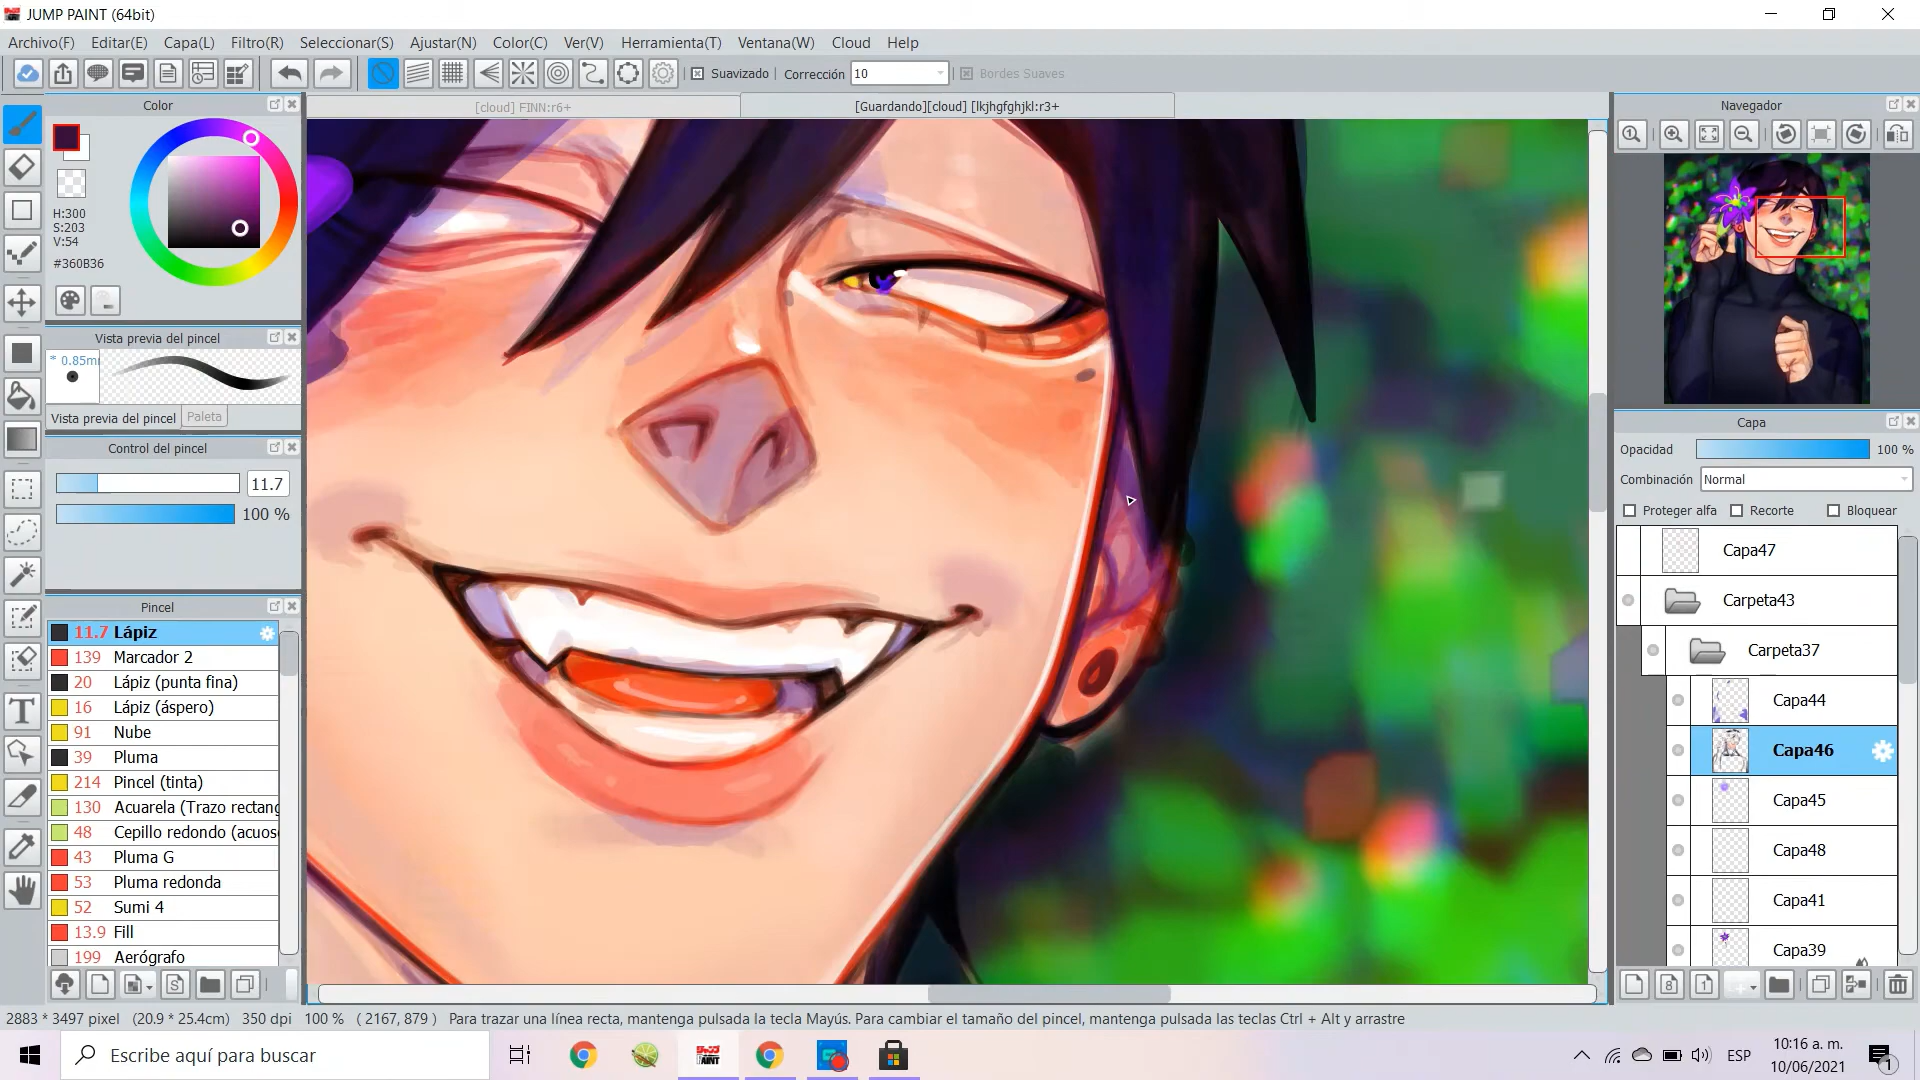 JUMP PAINT (64bit)
Archivo(F) Editar(E) Capa(L) Filtro(R) Seleccionar(S) Ajustar(N) Color(C) Ver(V) Herramienta(T) Ventana(W) Cloud Help
Suavizado Corrección 10 Bordes Suaves
Color
[cloud] FINN:r6+
[Guardando][cloud] [lkjhgfghjkl:r3+
Navegador
H:300
S:203
V:54
#360B36
Vista previa del pincel
* 0.85m
Vista previa del pincel Paleta
Control del pincel
11.7
100 %
Pincel
11.7 Lápiz
139 Marcador 2
20 Lápiz (punta fina)
16 Lápiz (áspero)
91 Nube
39 Pluma
214 Pincel (tinta)
130 Acuarela (Trazo rectang
48 Cepillo redondo (acuos
43 Pluma G
53 Pluma redonda
52 Sumi 4
13.9 Fill
199 Aerógrafo
Capa
Opacidad 100 %
Combinación Normal
Proteger alfa Recorte Bloquear
Capa47
Carpeta43
Carpeta37
Capa44
Capa46
Capa45
Capa48
Capa41
Capa39
2883 * 3497 pixel (20.9 * 25.4cm) 350 dpi 100 % ( 2167, 879 ) Para trazar una línea recta, mantenga pulsada la tecla Mayús. Para cambiar el tamaño del pincel, mantenga pulsada las teclas Ctrl + Alt y arrastre
Escribe aquí para buscar
ESP
10:16 a. m.
10/06/2021
1